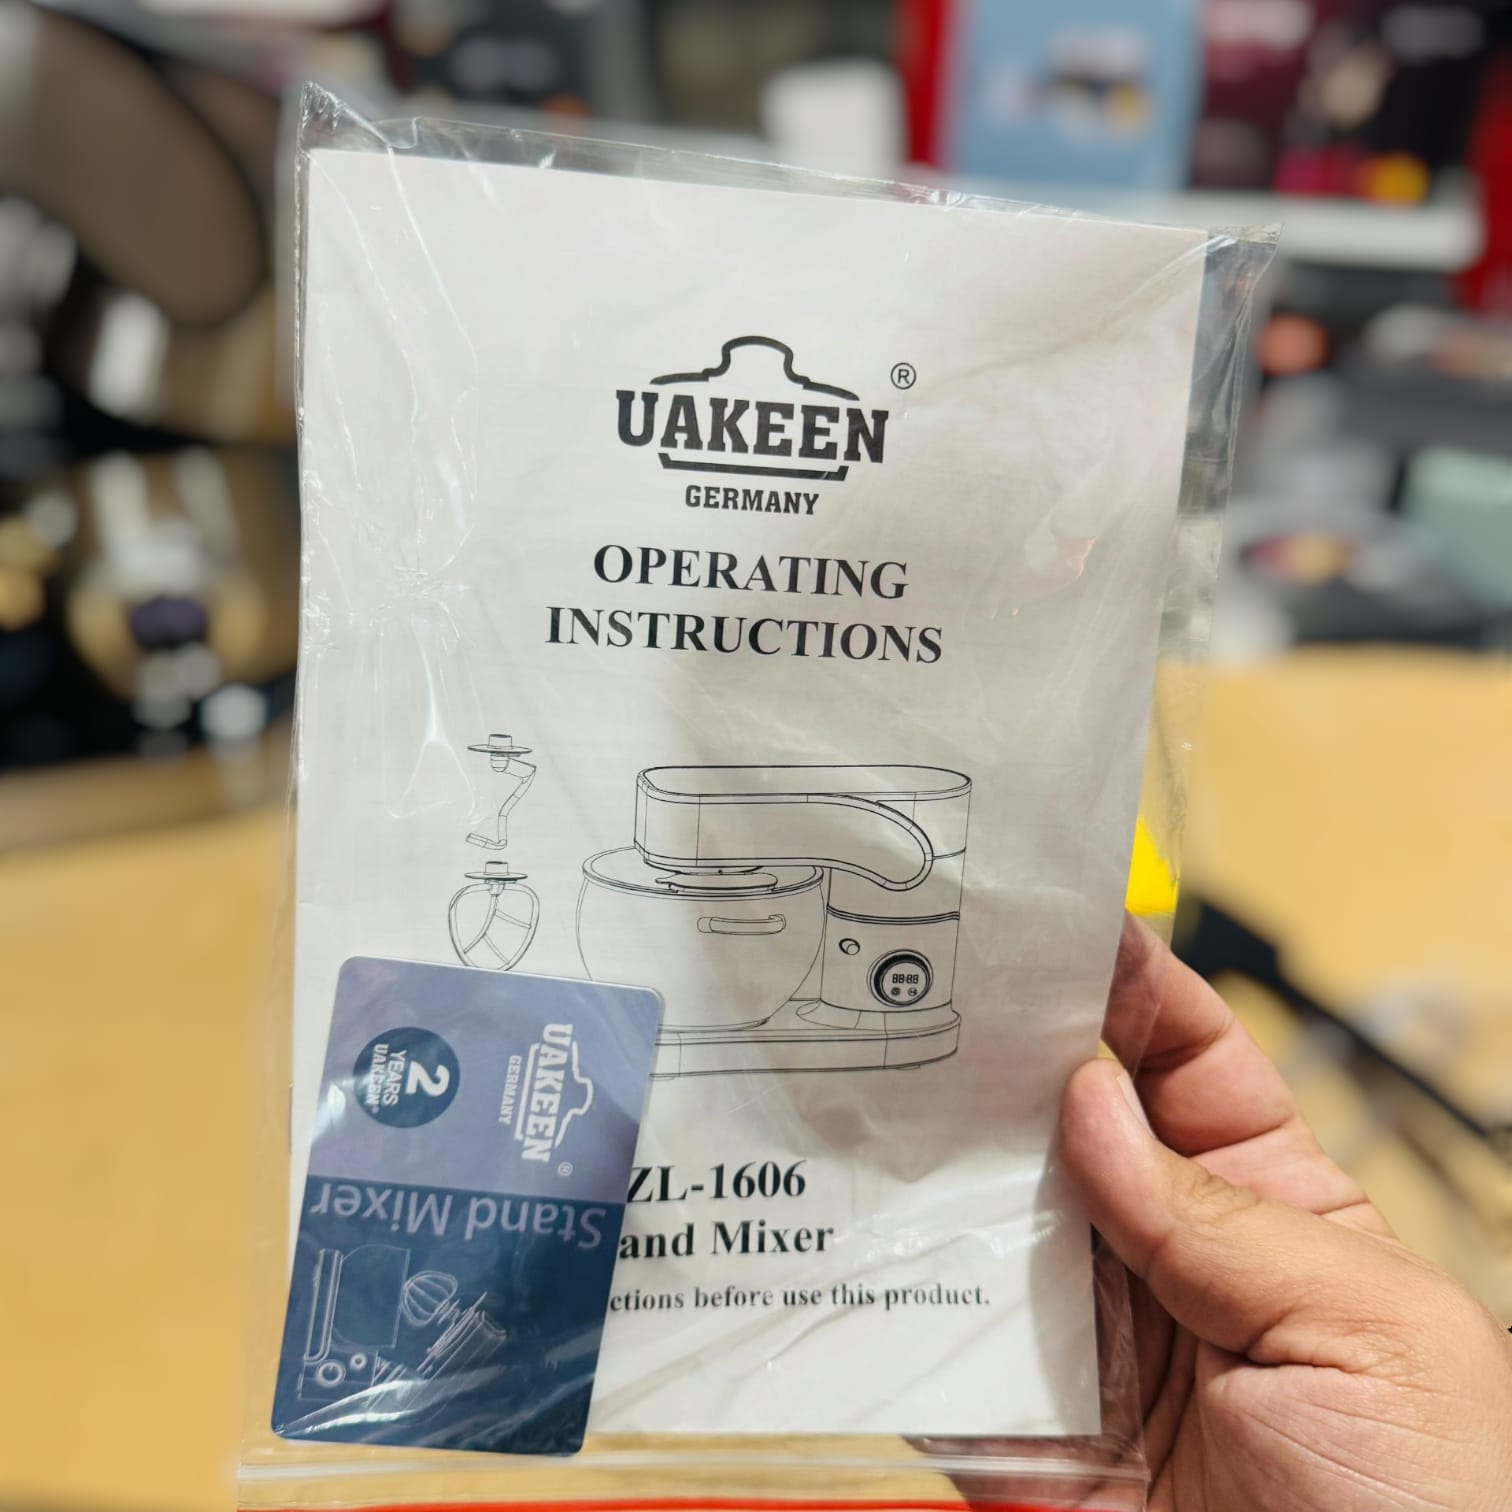 UAKEEN ®
GERMANY
OPERATING
INSTRUCTIONS
88:88
ZL-1606
and Mixer
ctions before use this product.
UAKEEN ®
GERMANY
2
YEARS
UAKEEN®
Stand Mixer